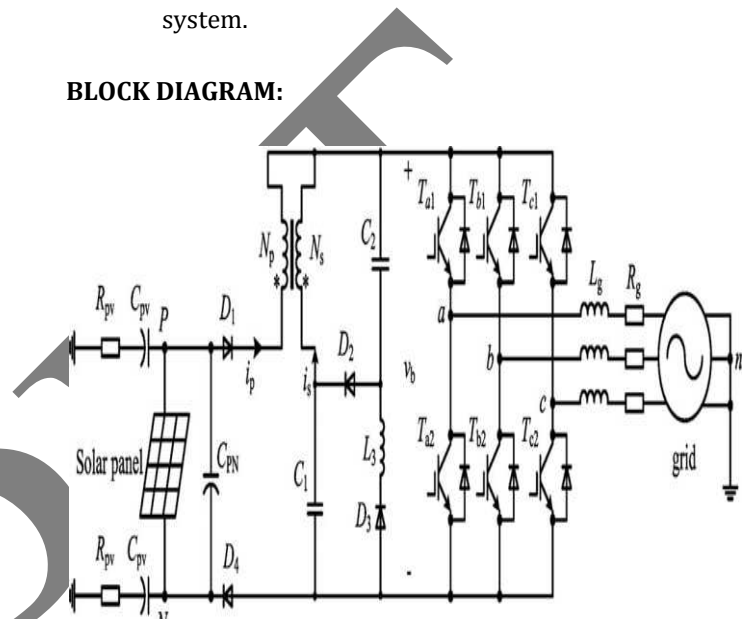 system.
BLOCK DIAGRAM:
+
Ta1 Tb1 Tc1
C2
Np Ns
* *
Lg Rg
Rpv Cpv P D1
a
ip is D2 vb b n
c
Solar panel CPN C1 L3 Ta2 Tb2 Tc2 grid
D3
Rpv Cpv D4 -
N